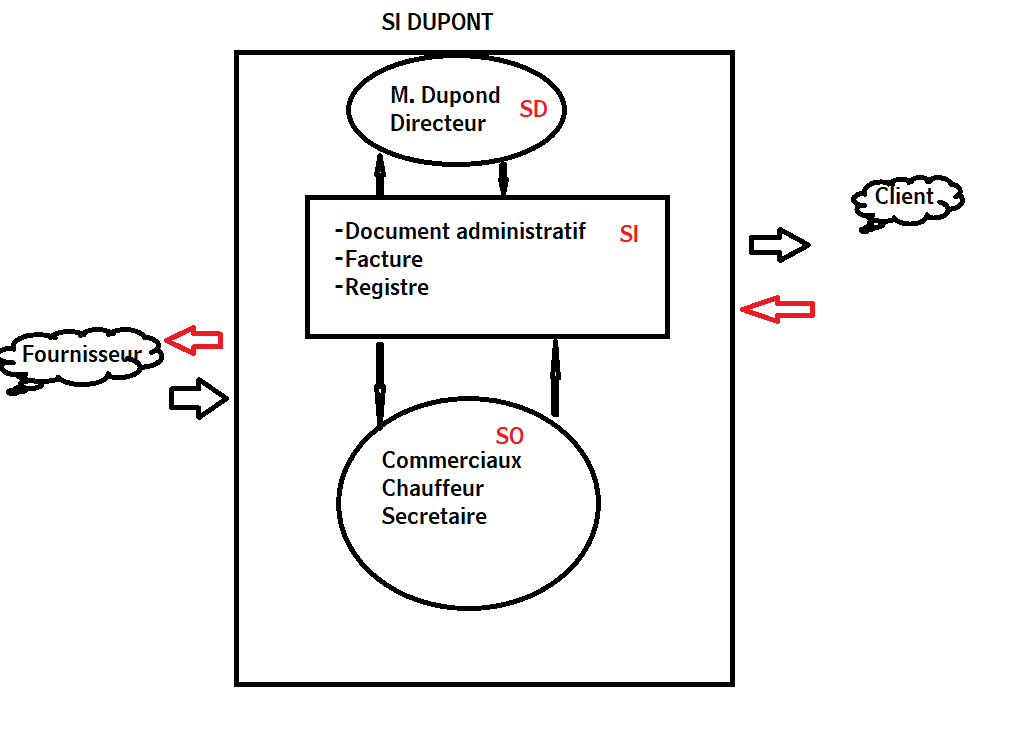 SI DUPONT
M. Dupond
Directeur
SD
-Document administratif
-Facture
-Registre
SI
Client
Fournisseur
SO
Commerciaux
Chauffeur
Secretaire